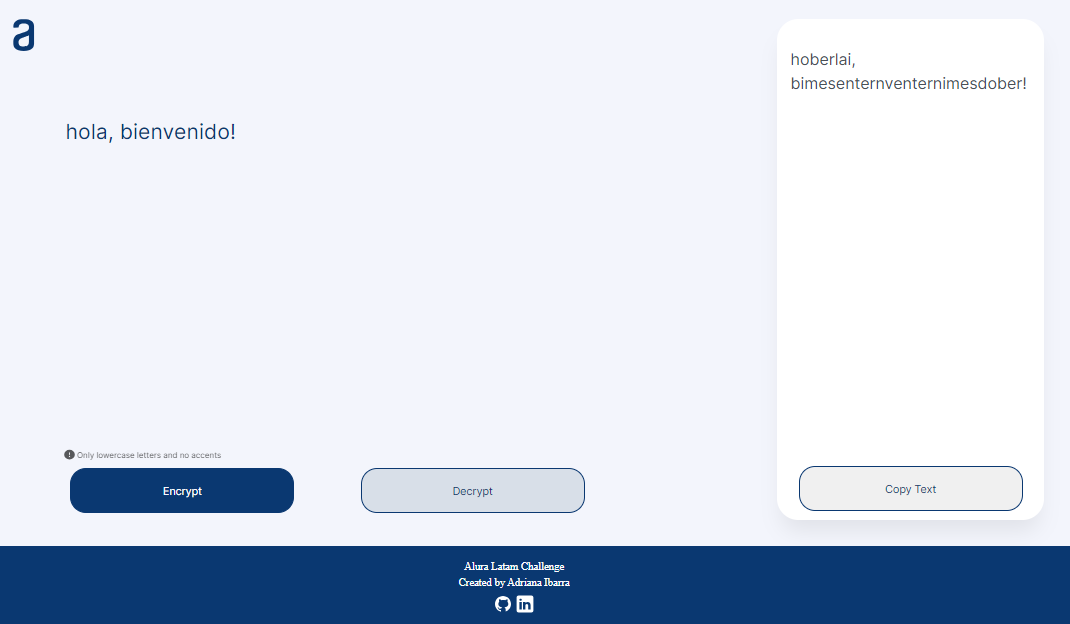 a
hola, bienvenido!
hoberlai,
bimesenternventernimesdober!
Only lowercase letters and no accents
Encrypt
Decrypt
Copy Text
Alura Latam Challenge
Created by Adriana Ibarra
in